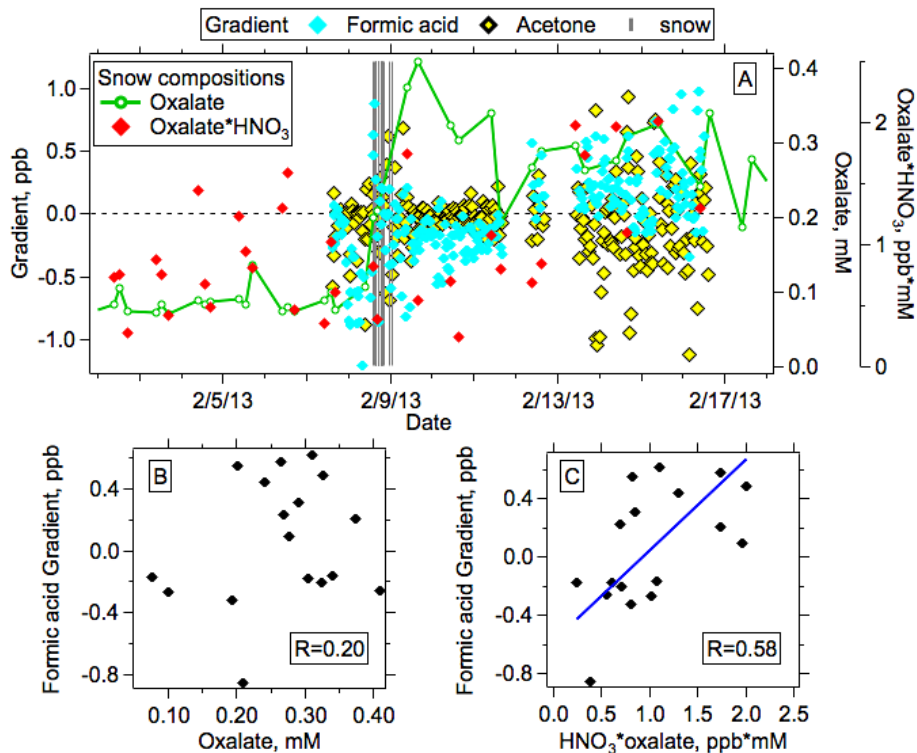 Gradient Formic acid Acetone snow
A
Snow compositions
Oxalate
Oxalate*HNO₃
Gradient, ppb
1.0
0.5
0.0
-0.5
-1.0
0.4
0.3
0.2
0.1
0.0
Oxalate, mM
2
1
0
Oxalate*HNO₃, ppb*mM
2/5/13 2/9/13 2/13/13 2/17/13
Date
B
Formic acid Gradient, ppb
0.4
0.0
-0.4
-0.8
R=0.20
0.10 0.20 0.30 0.40
Oxalate, mM
C
Formic acid Gradient, ppb
0.4
0.0
-0.4
-0.8
R=0.58
0.0 0.5 1.0 1.5 2.0 2.5
HNO₃*oxalate, ppb*mM